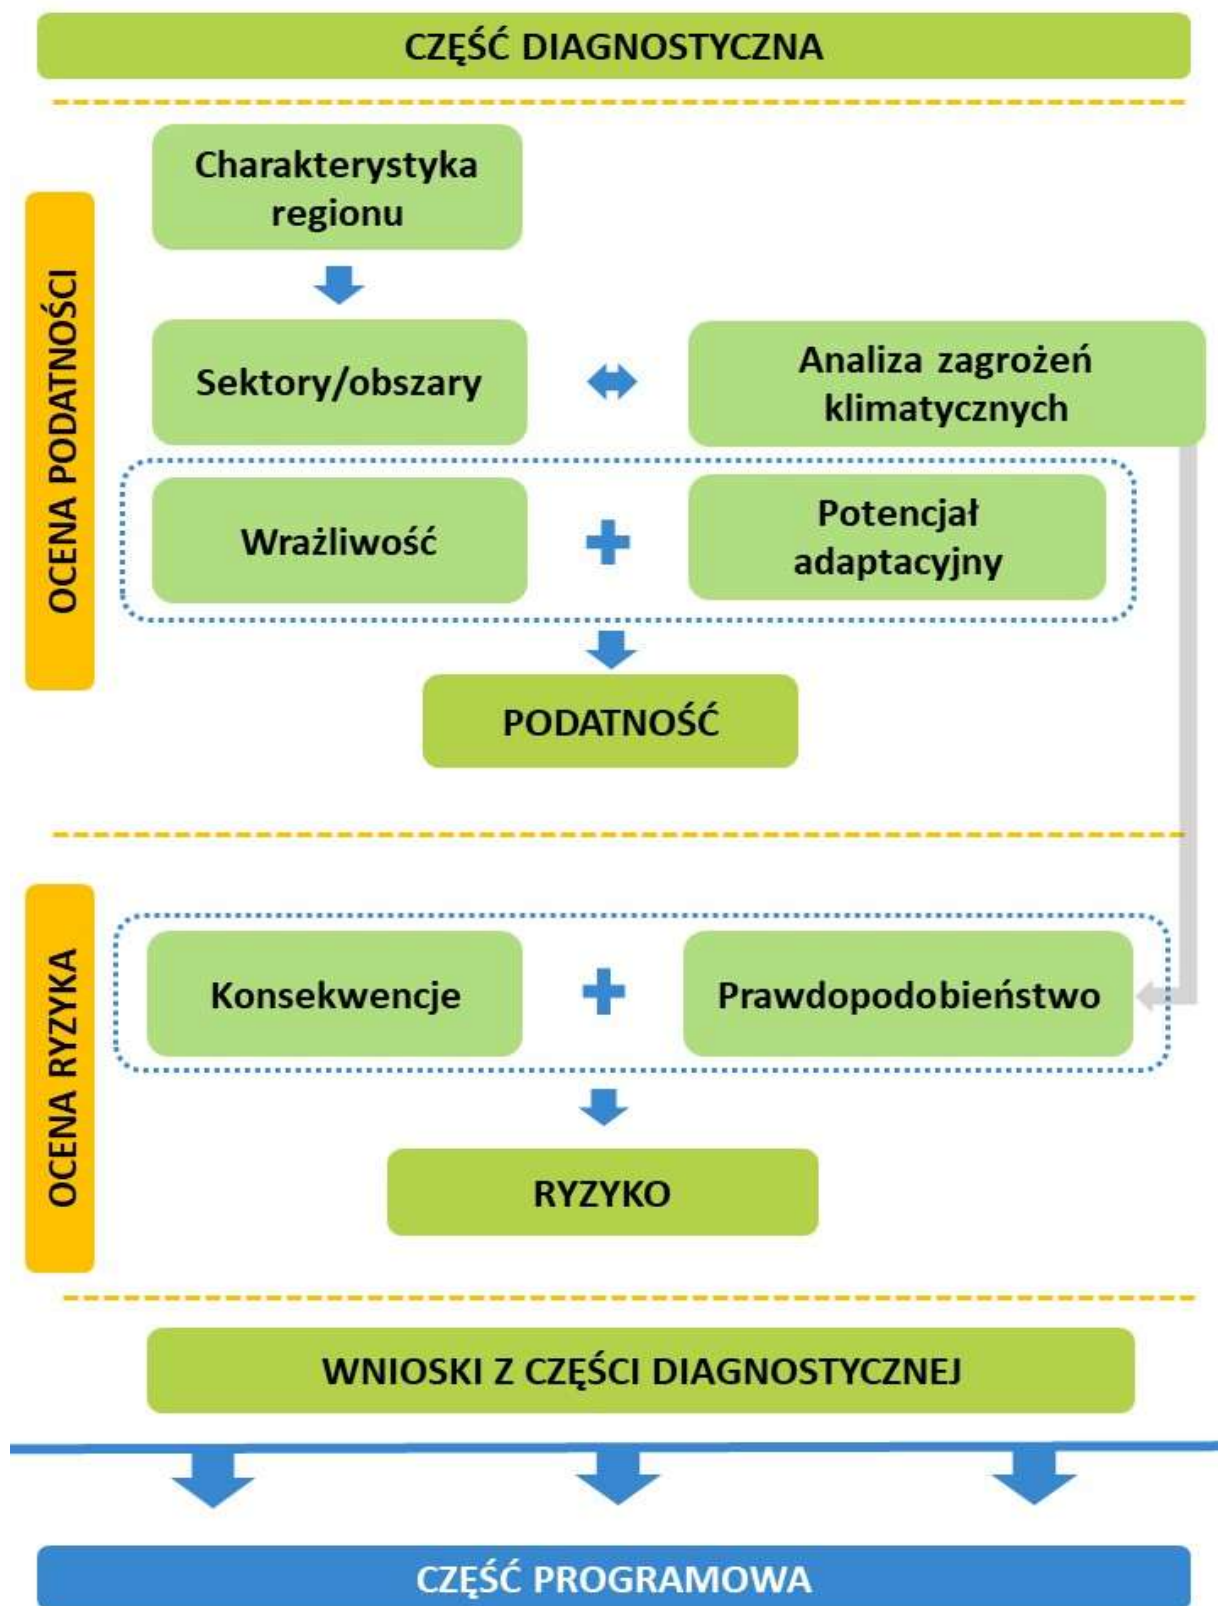 CZĘŚĆ DIAGNOSTYCZNA
OCENA PODATNOŚCI
Charakterystyka
regionu
Sektory/obszary
Analiza zagrożeń
klimatycznych
Wrażliwość
Potencjał
adaptacyjny
PODATNOŚĆ
OCENA RYZYKA
Konsekwencje
Prawdopodobieństwo
RYZYKO
WNIOSKI Z CZĘŚCI DIAGNOSTYCZNEJ
CZĘŚĆ PROGRAMOWA